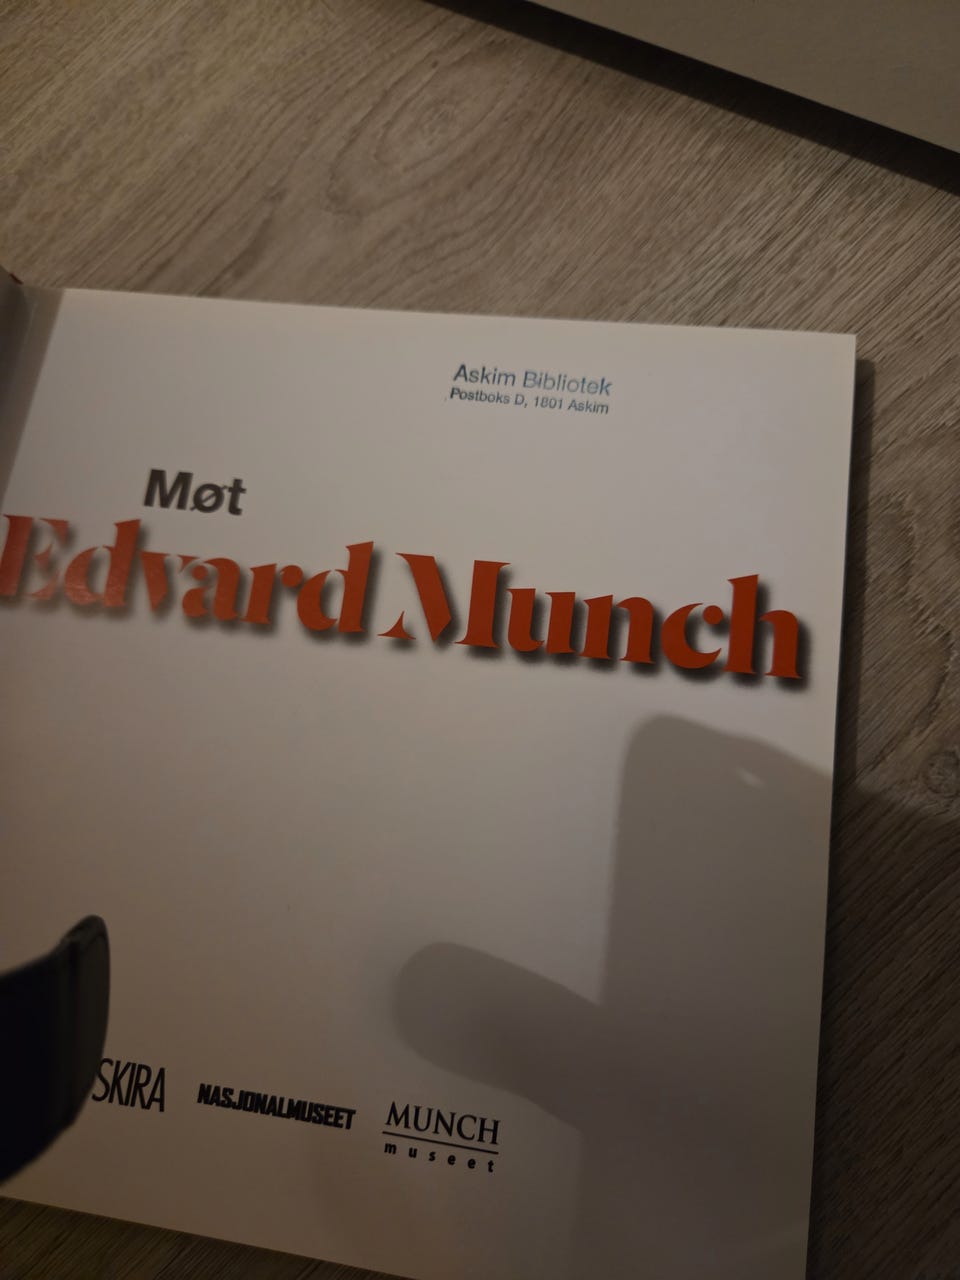 Askim Bibliotek
Postboks D, 1801 Askim
Møt
Edvard Munch
SKIRA
NASJONALMUSEET
MUNCH
museet